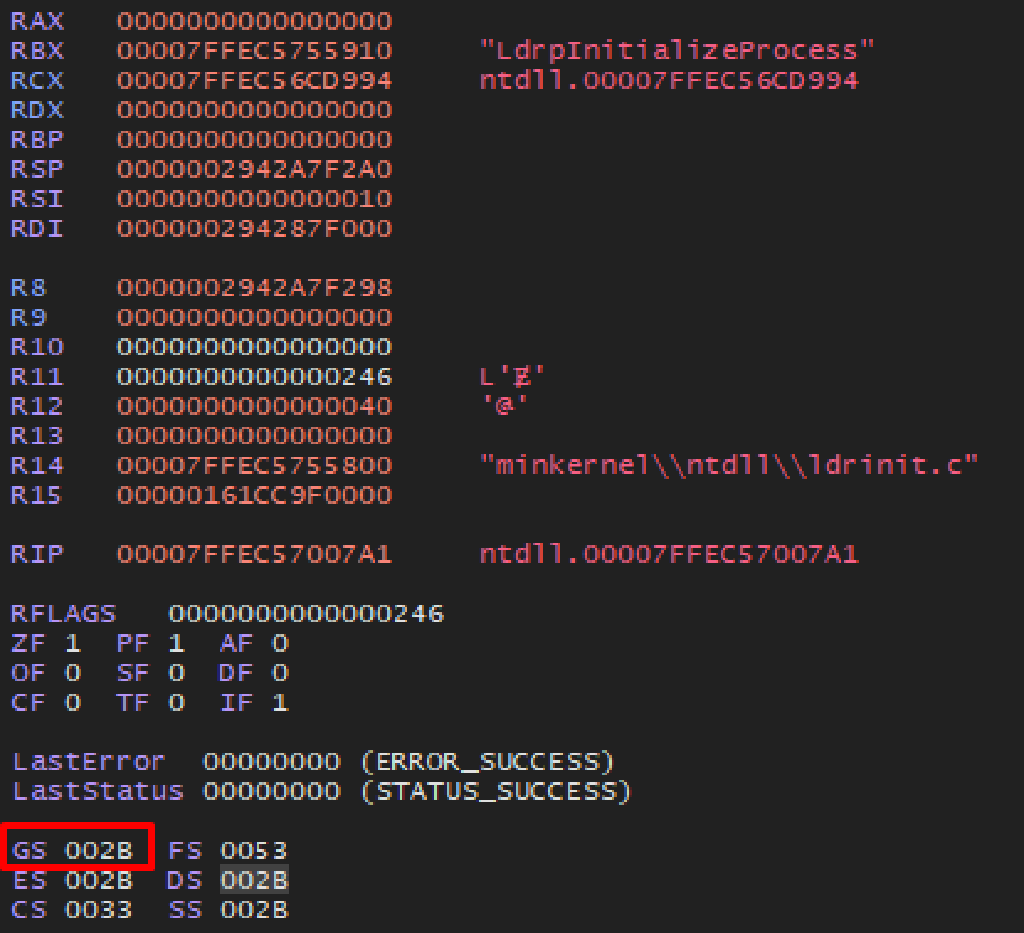 RAX 0000000000000000
RBX 00007FFEC5755910 "LdrpInitializeProcess"
RCX 00007FFEC56CD994 ntdll.00007FFEC56CD994
RDX 0000000000000000
RBP 0000000000000000
RSP 0000002942A7F2A0
RSI 0000000000000010
RDI 000000294287F000
R8 0000002942A7F298
R9 0000000000000000
R10 0000000000000000
R11 0000000000000246 L'Ɇ'
R12 0000000000000040 '@'
R13 0000000000000000
R14 00007FFEC5755800 "minkernel\\ntdll\\ldrinit.c"
R15 00000161CC9F0000
RIP 00007FFEC57007A1 ntdll.00007FFEC57007A1
RFLAGS 0000000000000246
ZF 1 PF 1 AF 0
OF 0 SF 0 DF 0
CF 0 TF 0 IF 1
LastError 00000000 (ERROR_SUCCESS)
LastStatus 00000000 (STATUS_SUCCESS)
GS 002B FS 0053
ES 002B DS 002B
CS 0033 SS 002B